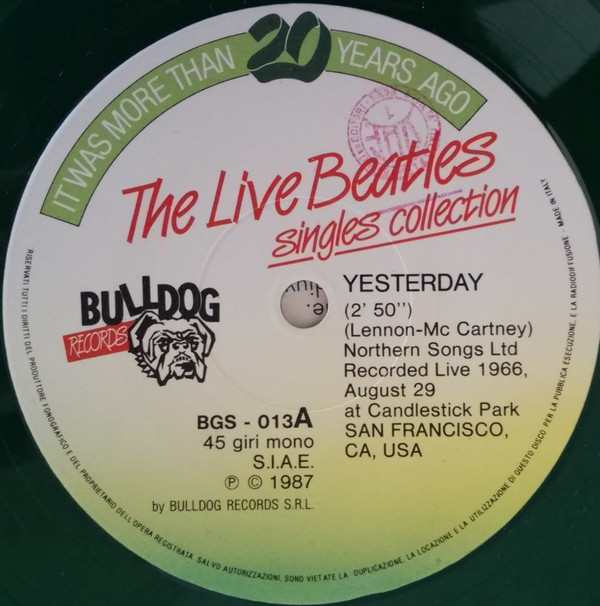 IT WAS MORE THAN 20 YEARS AGO
The Live Beatles
singles collection
BULLDOG
RECORDS
YESTERDAY
(2' 50'')
(Lennon-Mc Cartney)
Northern Songs Ltd
Recorded Live 1966,
August 29
at Candlestick Park
SAN FRANCISCO,
CA, USA
BGS - 013A
45 giri mono
S.I.A.E.
Ⓟ © 1987
by BULLDOG RECORDS S.R.L.
RISERVATI TUTTI I DIRITTI DEL PRODUTTORE FONOGRAFICO E DEL PROPRIETARIO DELL'OPERA REGISTRATA. SALVO AUTORIZZAZIONI, SONO VIETATE LA DUPLICAZIONE, LA LOCAZIONE E LA UTILIZZAZIONE DI QUESTO DISCO PER LA PUBBLICA ESECUZIONE, E LA RADIODIFFUSIONE - MADE IN ITALY